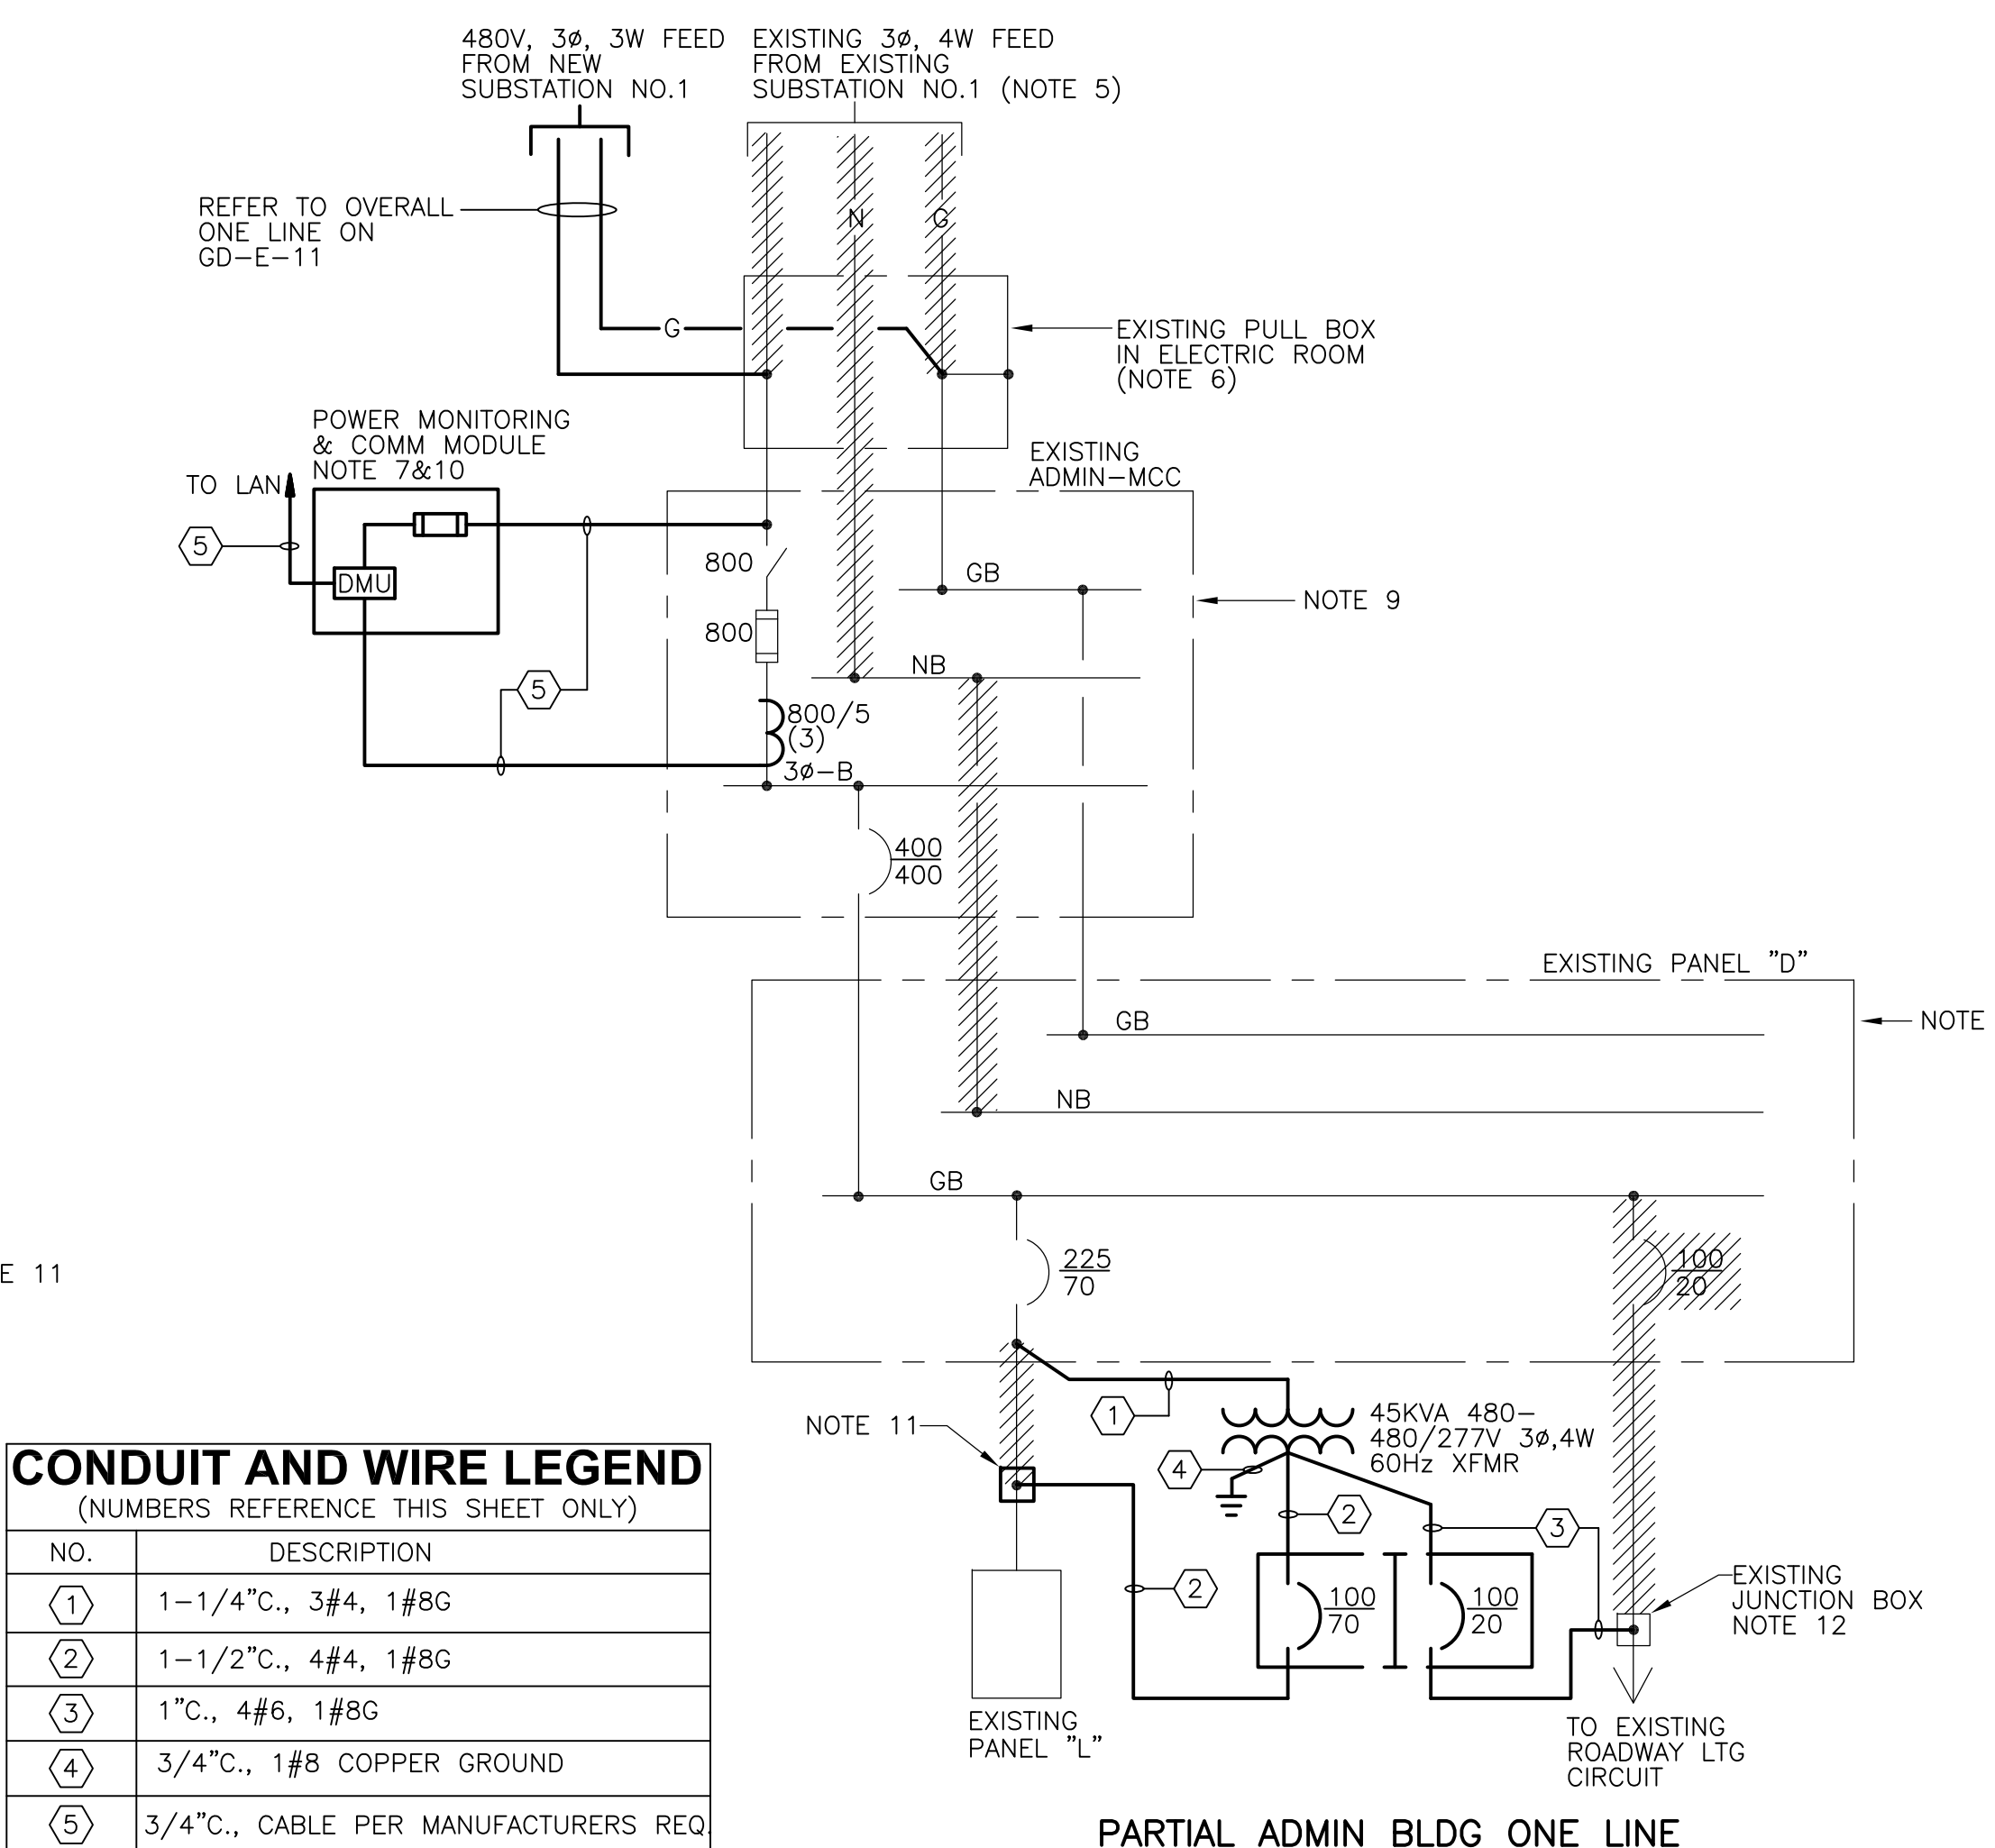 480V, 3ø, 3W FEED
FROM NEW
SUBSTATION NO.1
EXISTING 3ø, 4W FEED
FROM EXISTING
SUBSTATION NO.1 (NOTE 5)
REFER TO OVERALL
ONE LINE ON
GD-E-11
N
G
G
EXISTING PULL BOX
IN ELECTRIC ROOM
(NOTE 6)
POWER MONITORING
& COMM MODULE
NOTE 7&10
TO LAN
5
DMU
EXISTING
ADMIN-MCC
800
GB
NOTE 9
800
NB
5
800/5
(3)
3ø-B
400
400
EXISTING PANEL "D"
GB
NOTE
NB
GB
225
70
100
20
E 11
NOTE 11
1
45KVA 480-
480/277V 3ø,4W
60Hz XFMR
4
2
3
2
100
70
100
20
EXISTING
JUNCTION BOX
NOTE 12
EXISTING
PANEL "L"
TO EXISTING
ROADWAY LTG
CIRCUIT
CONDUIT AND WIRE LEGEND
(NUMBERS REFERENCE THIS SHEET ONLY)
NO. DESCRIPTION
1 1-1/4"C., 3#4, 1#8G
2 1-1/2"C., 4#4, 1#8G
3 1"C., 4#6, 1#8G
4 3/4"C., 1#8 COPPER GROUND
5 3/4"C., CABLE PER MANUFACTURERS REQ.
PARTIAL ADMIN BLDG ONE LINE